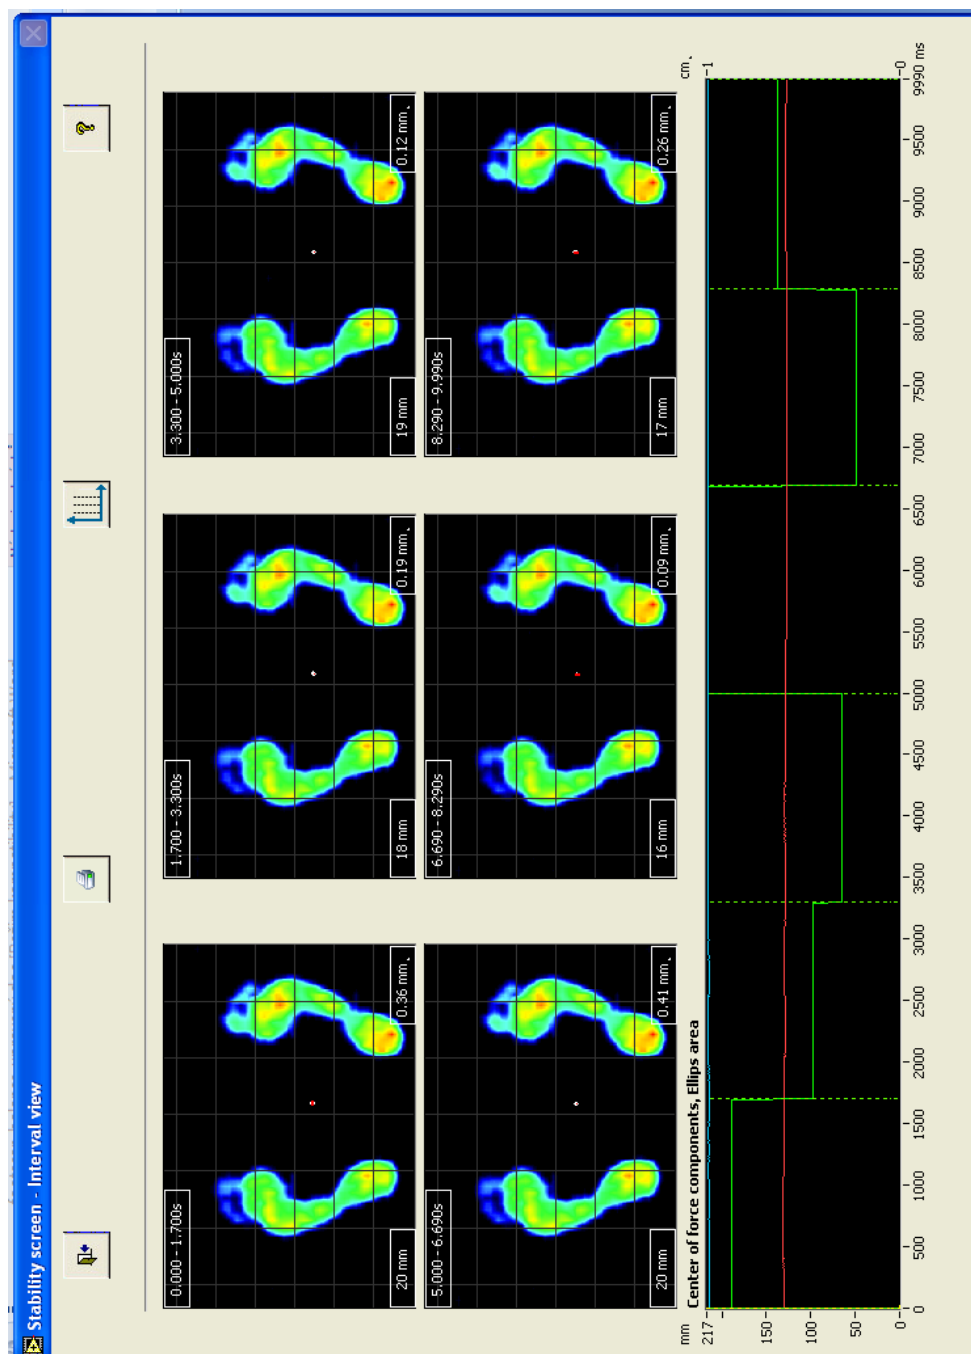 Stability screen - Interval view
?
0.000 - 1.700s
20 mm
0.36 mm.
1.700 - 3.300s
18 mm
0.19 mm.
3.300 - 5.000s
19 mm
0.12 mm.
5.000 - 6.690s
20 mm
0.41 mm.
6.690 - 8.290s
16 mm
0.09 mm.
8.290 - 9.990s
17 mm
0.26 mm.
Center of force components, Ellips area
mm
cm.
217
150
100
50
0
1
0
0 500 1000 1500 2000 2500 3000 3500 4000 4500 5000 5500 6000 6500 7000 7500 8000 8500 9000 9500 9990 ms